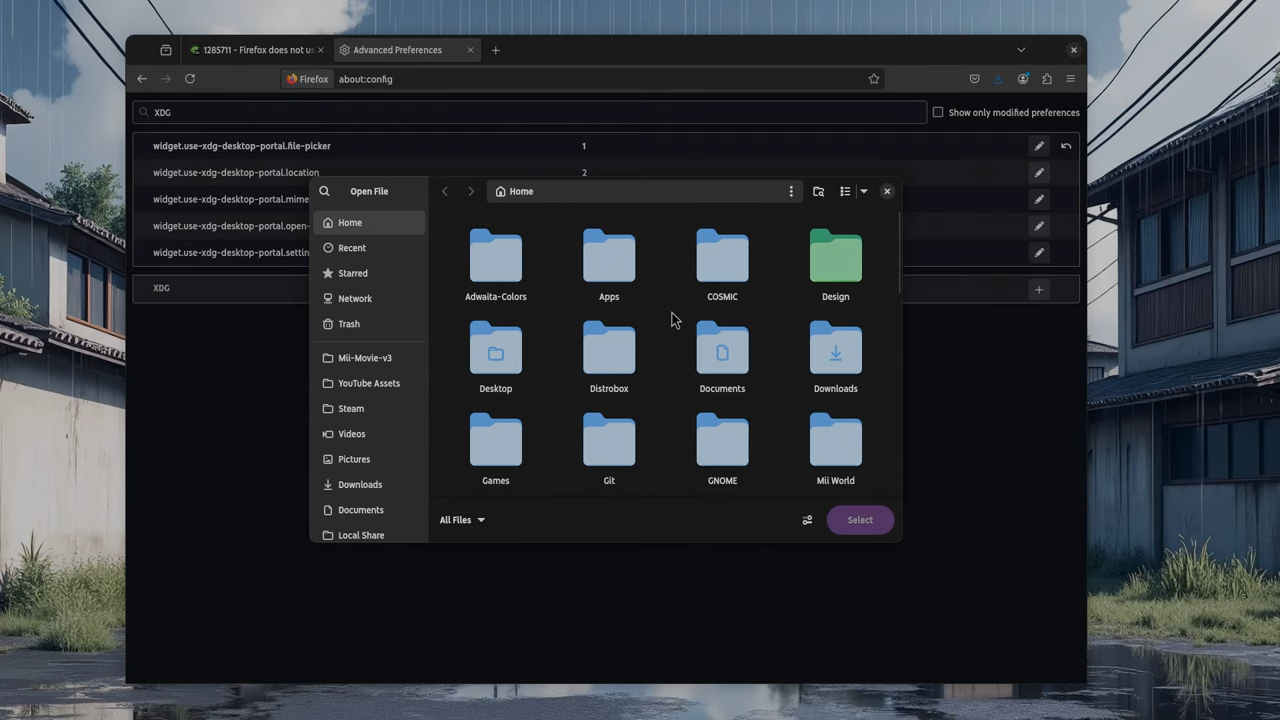 1285711 – Firefox does not us
Advanced Preferences
Firefox
about:config
XDG
Show only modified preferences
widget.use-xdg-desktop-portal.file-picker
1
widget.use-xdg-desktop-portal.location
2
widget.use-xdg-desktop-portal.mime
widget.use-xdg-desktop-portal.open-
widget.use-xdg-desktop-portal.settin
XDG
Open File
Home
Home
Recent
Starred
Network
Trash
Mii-Movie-v3
YouTube Assets
Steam
Videos
Pictures
Downloads
Documents
Local Share
Adwaita-Colors
Apps
COSMIC
Design
Desktop
Distrobox
Documents
Downloads
Games
Git
GNOME
Mii World
All Files
Select